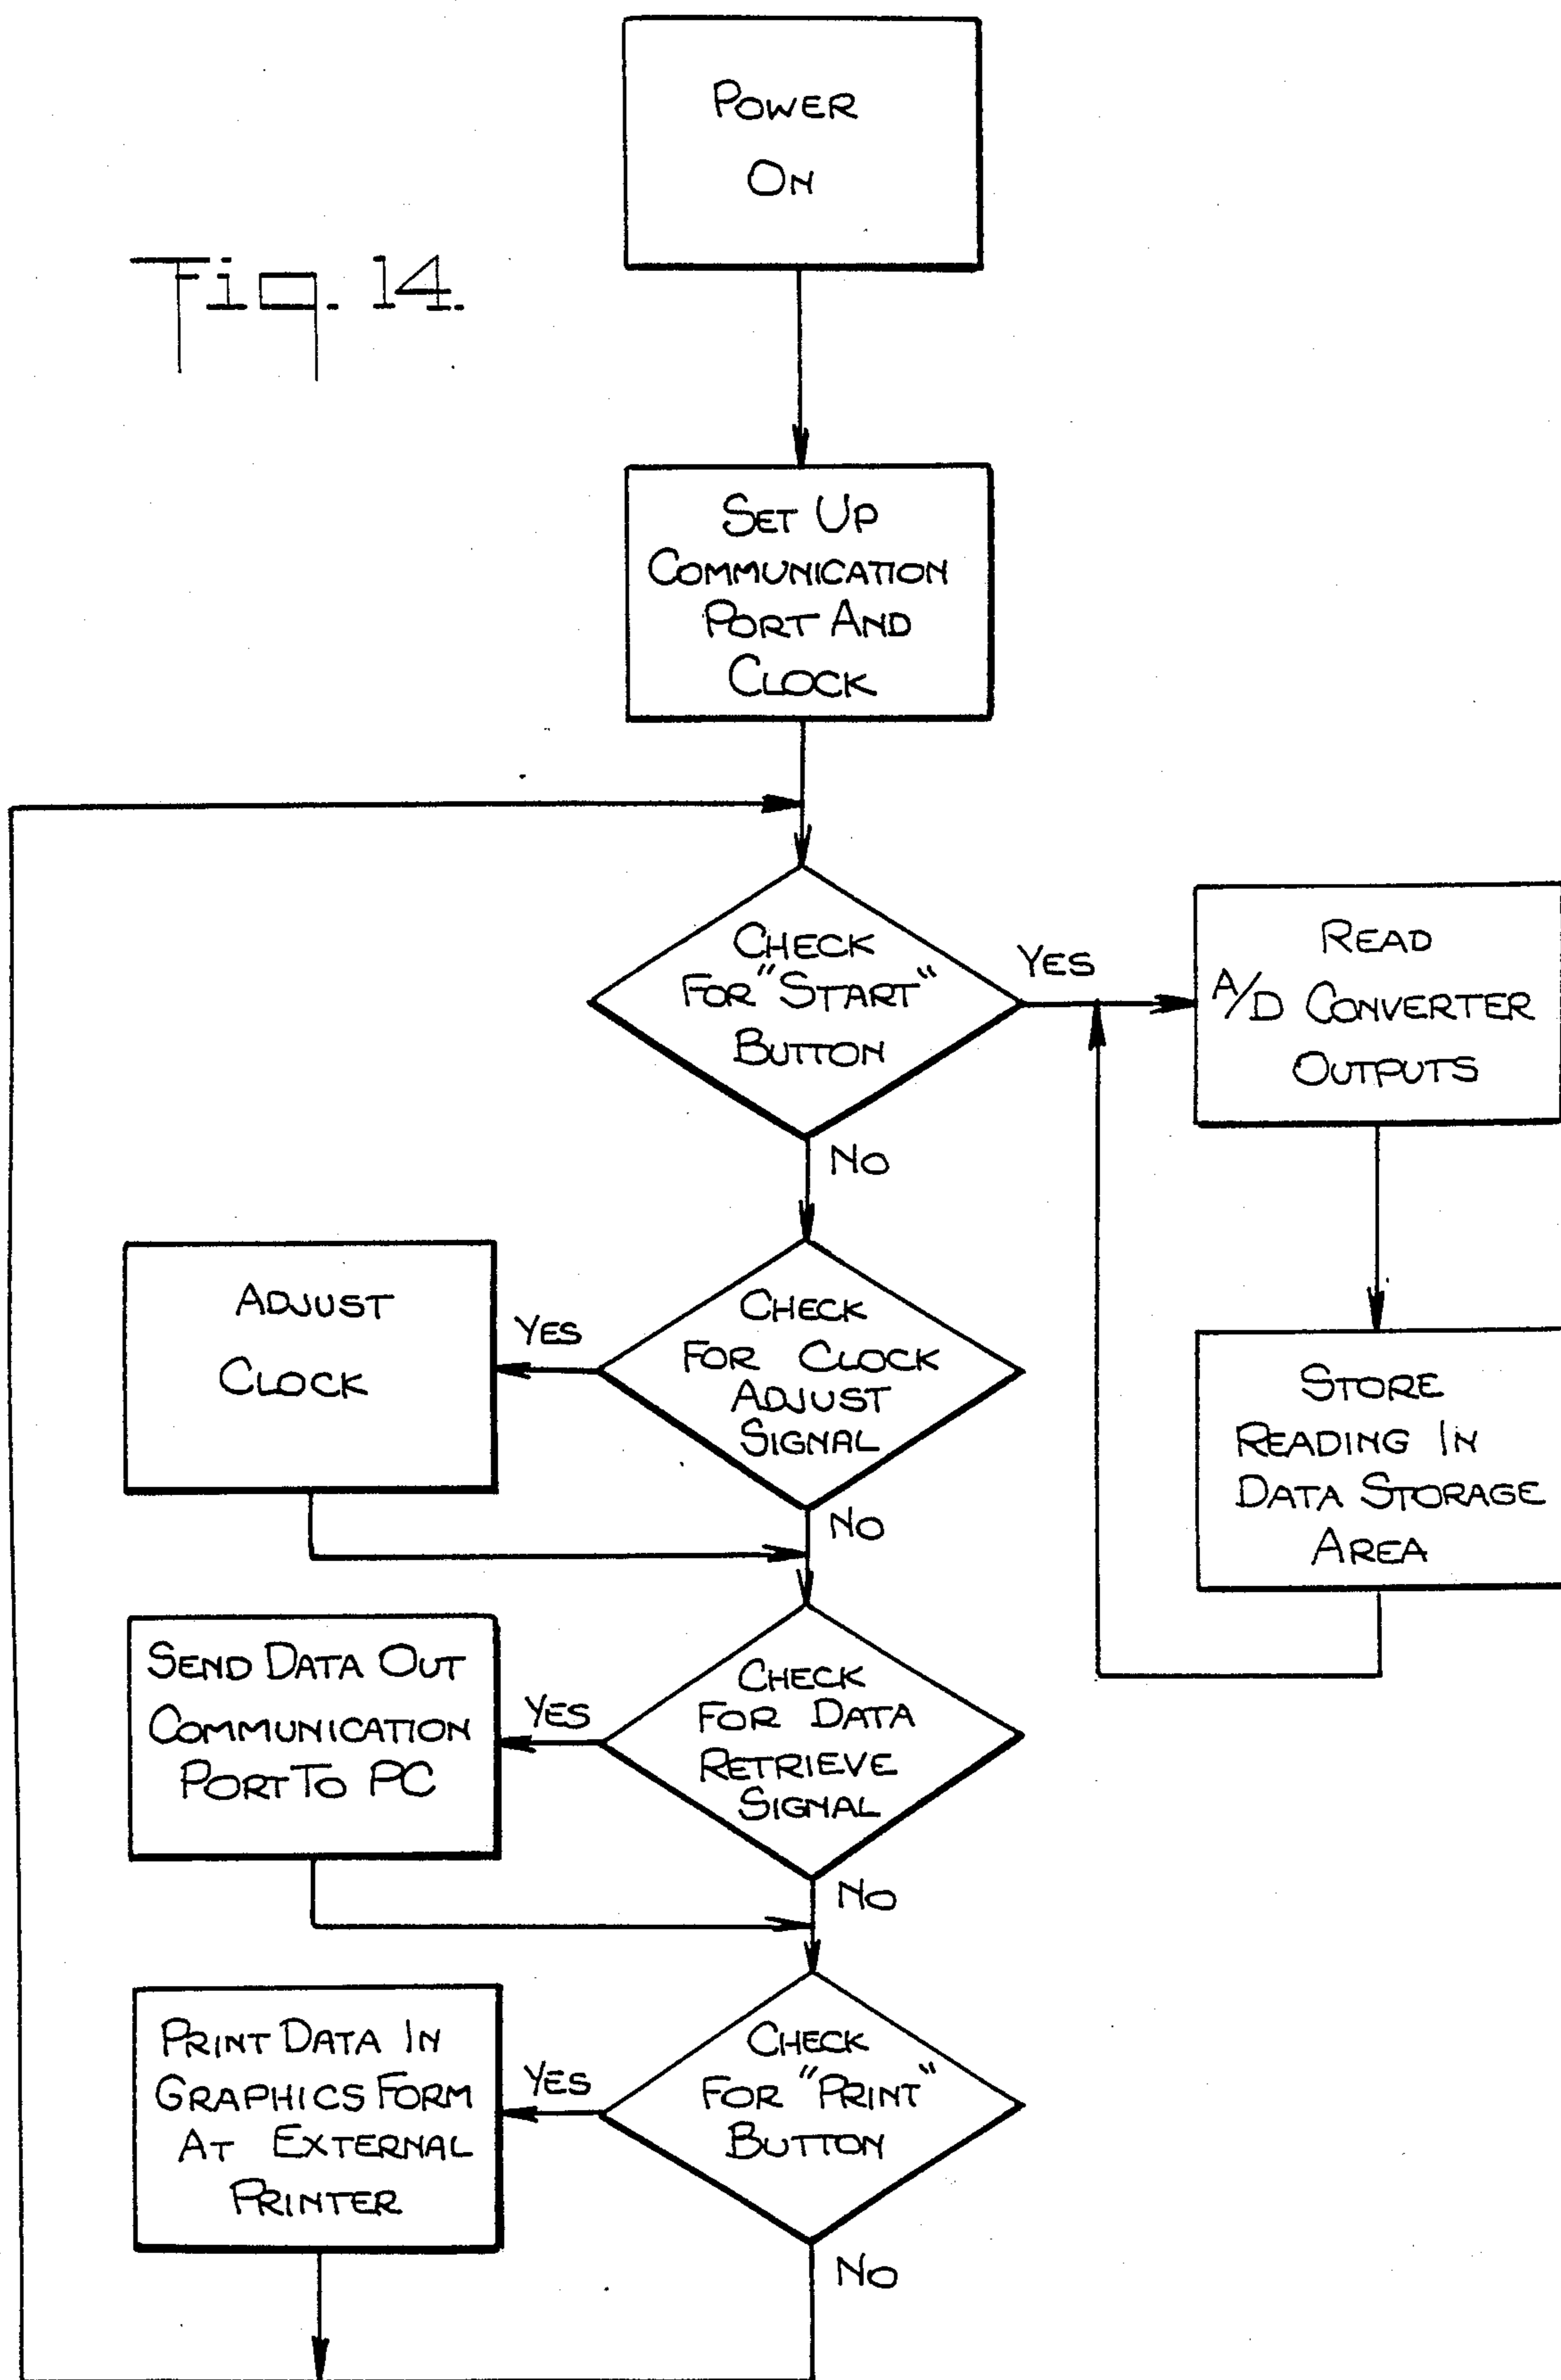 Fig. 14.
POWER
ON
SET UP
COMMUNICATION
PORT AND
CLOCK
CHECK
FOR "START"
BUTTON
YES
NO
READ
A/D CONVERTER
OUTPUTS
STORE
READING IN
DATA STORAGE
AREA
CHECK
FOR CLOCK
ADJUST
SIGNAL
YES
NO
ADJUST
CLOCK
CHECK
FOR DATA
RETRIEVE
SIGNAL
YES
NO
SEND DATA OUT
COMMUNICATION
PORT TO PC
CHECK
FOR "PRINT"
BUTTON
YES
NO
PRINT DATA IN
GRAPHICS FORM
AT EXTERNAL
PRINTER